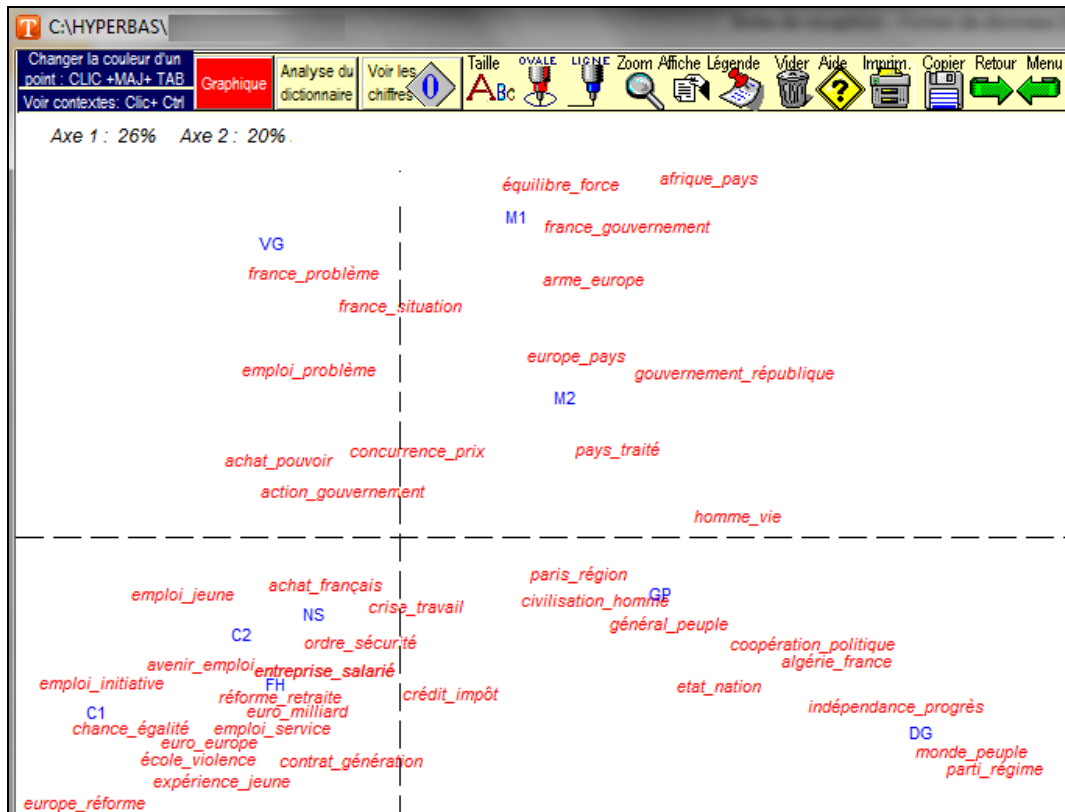 C:\HYPERBAS\
Changer la couleur d'un
point : CLIC +MAJ+ TAB
Voir contextes: Clic+ Ctrl
Graphique
Analyse du
dictionnaire
Voir les
chiffres
0
Taille
ABc
OVALE
LIGNE
Zoom
Affiche
Légende
Vider
Aide
?
Imprim.
Copier
Retour
Menu
Axe 1 : 26% Axe 2 : 20%
équilibre_force
afrique_pays
M1
france_gouvernement
VG
france_problème
arme_europe
france_situation
europe_pays
emploi_problème
gouvernement_république
M2
concurrence_prix
pays_traité
achat_pouvoir
action_gouvernement
homme_vie
paris_région
achat_français
emploi_jeune
GP
civilisation_homme
crise_travail
NS
général_peuple
C2
ordre_sécurité
coopération_politique
algérie_france
avenir_emploi
entreprise_salarié
emploi_initiative
FH
etat_nation
réforme_retraite
crédit_impôt
indépendance_progrès
C1
euro_milliard
chance_égalité
emploi_service
DG
euro_europe
monde_peuple
école_violence
contrat_génération
parti_régime
expérience_jeune
europe_réforme